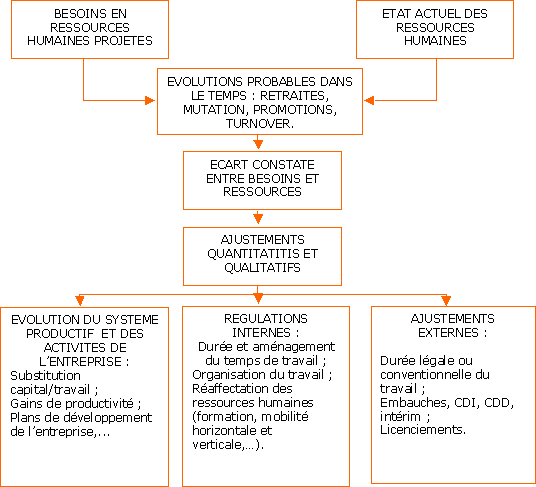 BESOINS EN
RESSOURCES
HUMAINES PROJETES
ETAT ACTUEL DES
RESSOURCES
HUMAINES
EVOLUTIONS PROBABLES DANS
LE TEMPS : RETRAITES,
MUTATION, PROMOTIONS,
TURNOVER.
ECART CONSTATE
ENTRE BESOINS ET
RESSOURCES
AJUSTEMENTS
QUANTITATITIS ET
QUALITATIFS
EVOLUTION DU SYSTEME
PRODUCTIF ET DES
ACTIVITES DE
L'ENTREPRISE :
Substitution
capital/travail ;
Gains de productivité ;
Plans de développement
de l'entreprise,...
REGULATIONS
INTERNES :
Durée et aménagement
du temps de travail ;
Organisation du travail ;
Réaffectation des
ressources humaines
(formation, mobilité
horizontale et
verticale,...).
AJUSTEMENTS
EXTERNES :
Durée légale ou
conventionnelle du
travail ;
Embauches, CDI, CDD,
intérim ;
Licenciements.